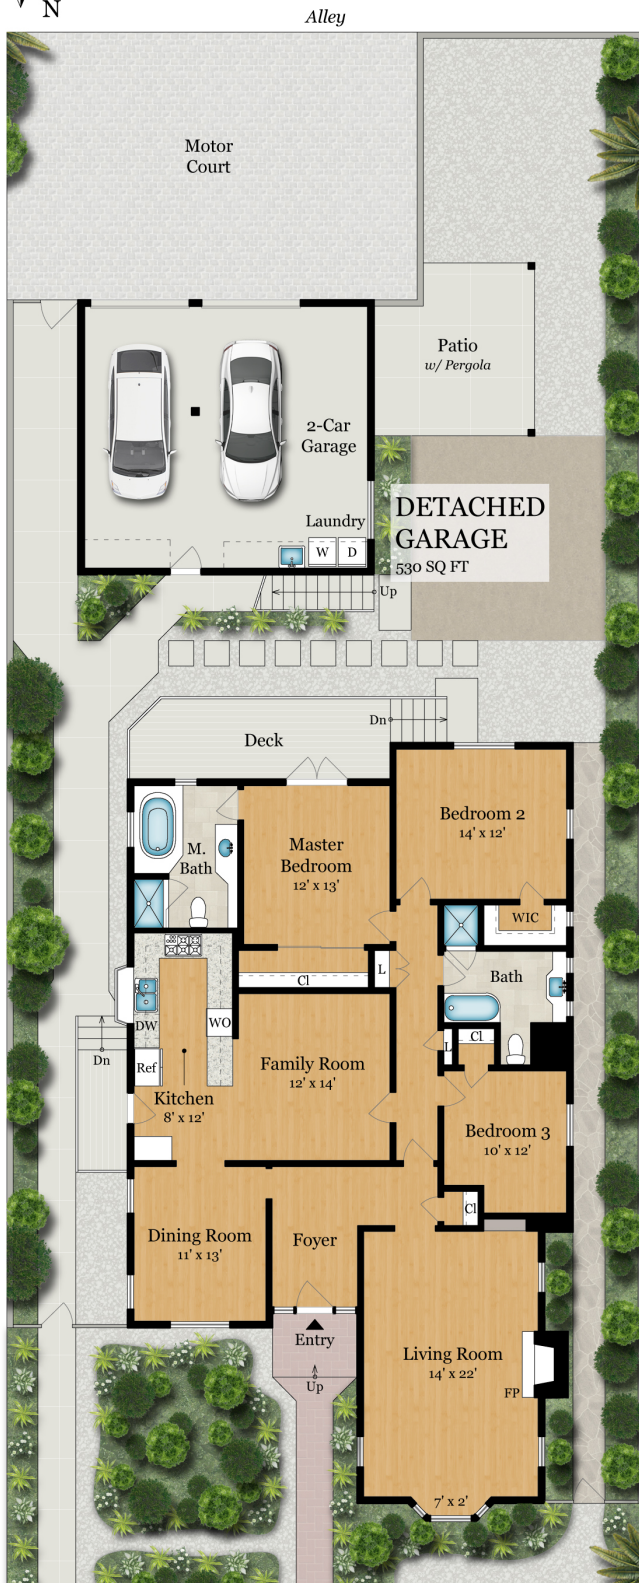 N
Alley
Motor
Court
Patio
w/ Pergola
2-Car
Garage
Laundry
W
D
DETACHED
GARAGE
530 SQ FT
Up
Dn
Deck
Bedroom 2
14' x 12'
M.
Bath
Master
Bedroom
12' x 13'
WIC
Cl
L
Bath
DW
WO
Dn
Ref
Family Room
12' x 14'
L
Cl
Kitchen
8' x 12'
Bedroom 3
10' x 12'
Cl
Dining Room
11' x 13'
Foyer
Entry
Up
Living Room
14' x 22'
FP
7' x 2'